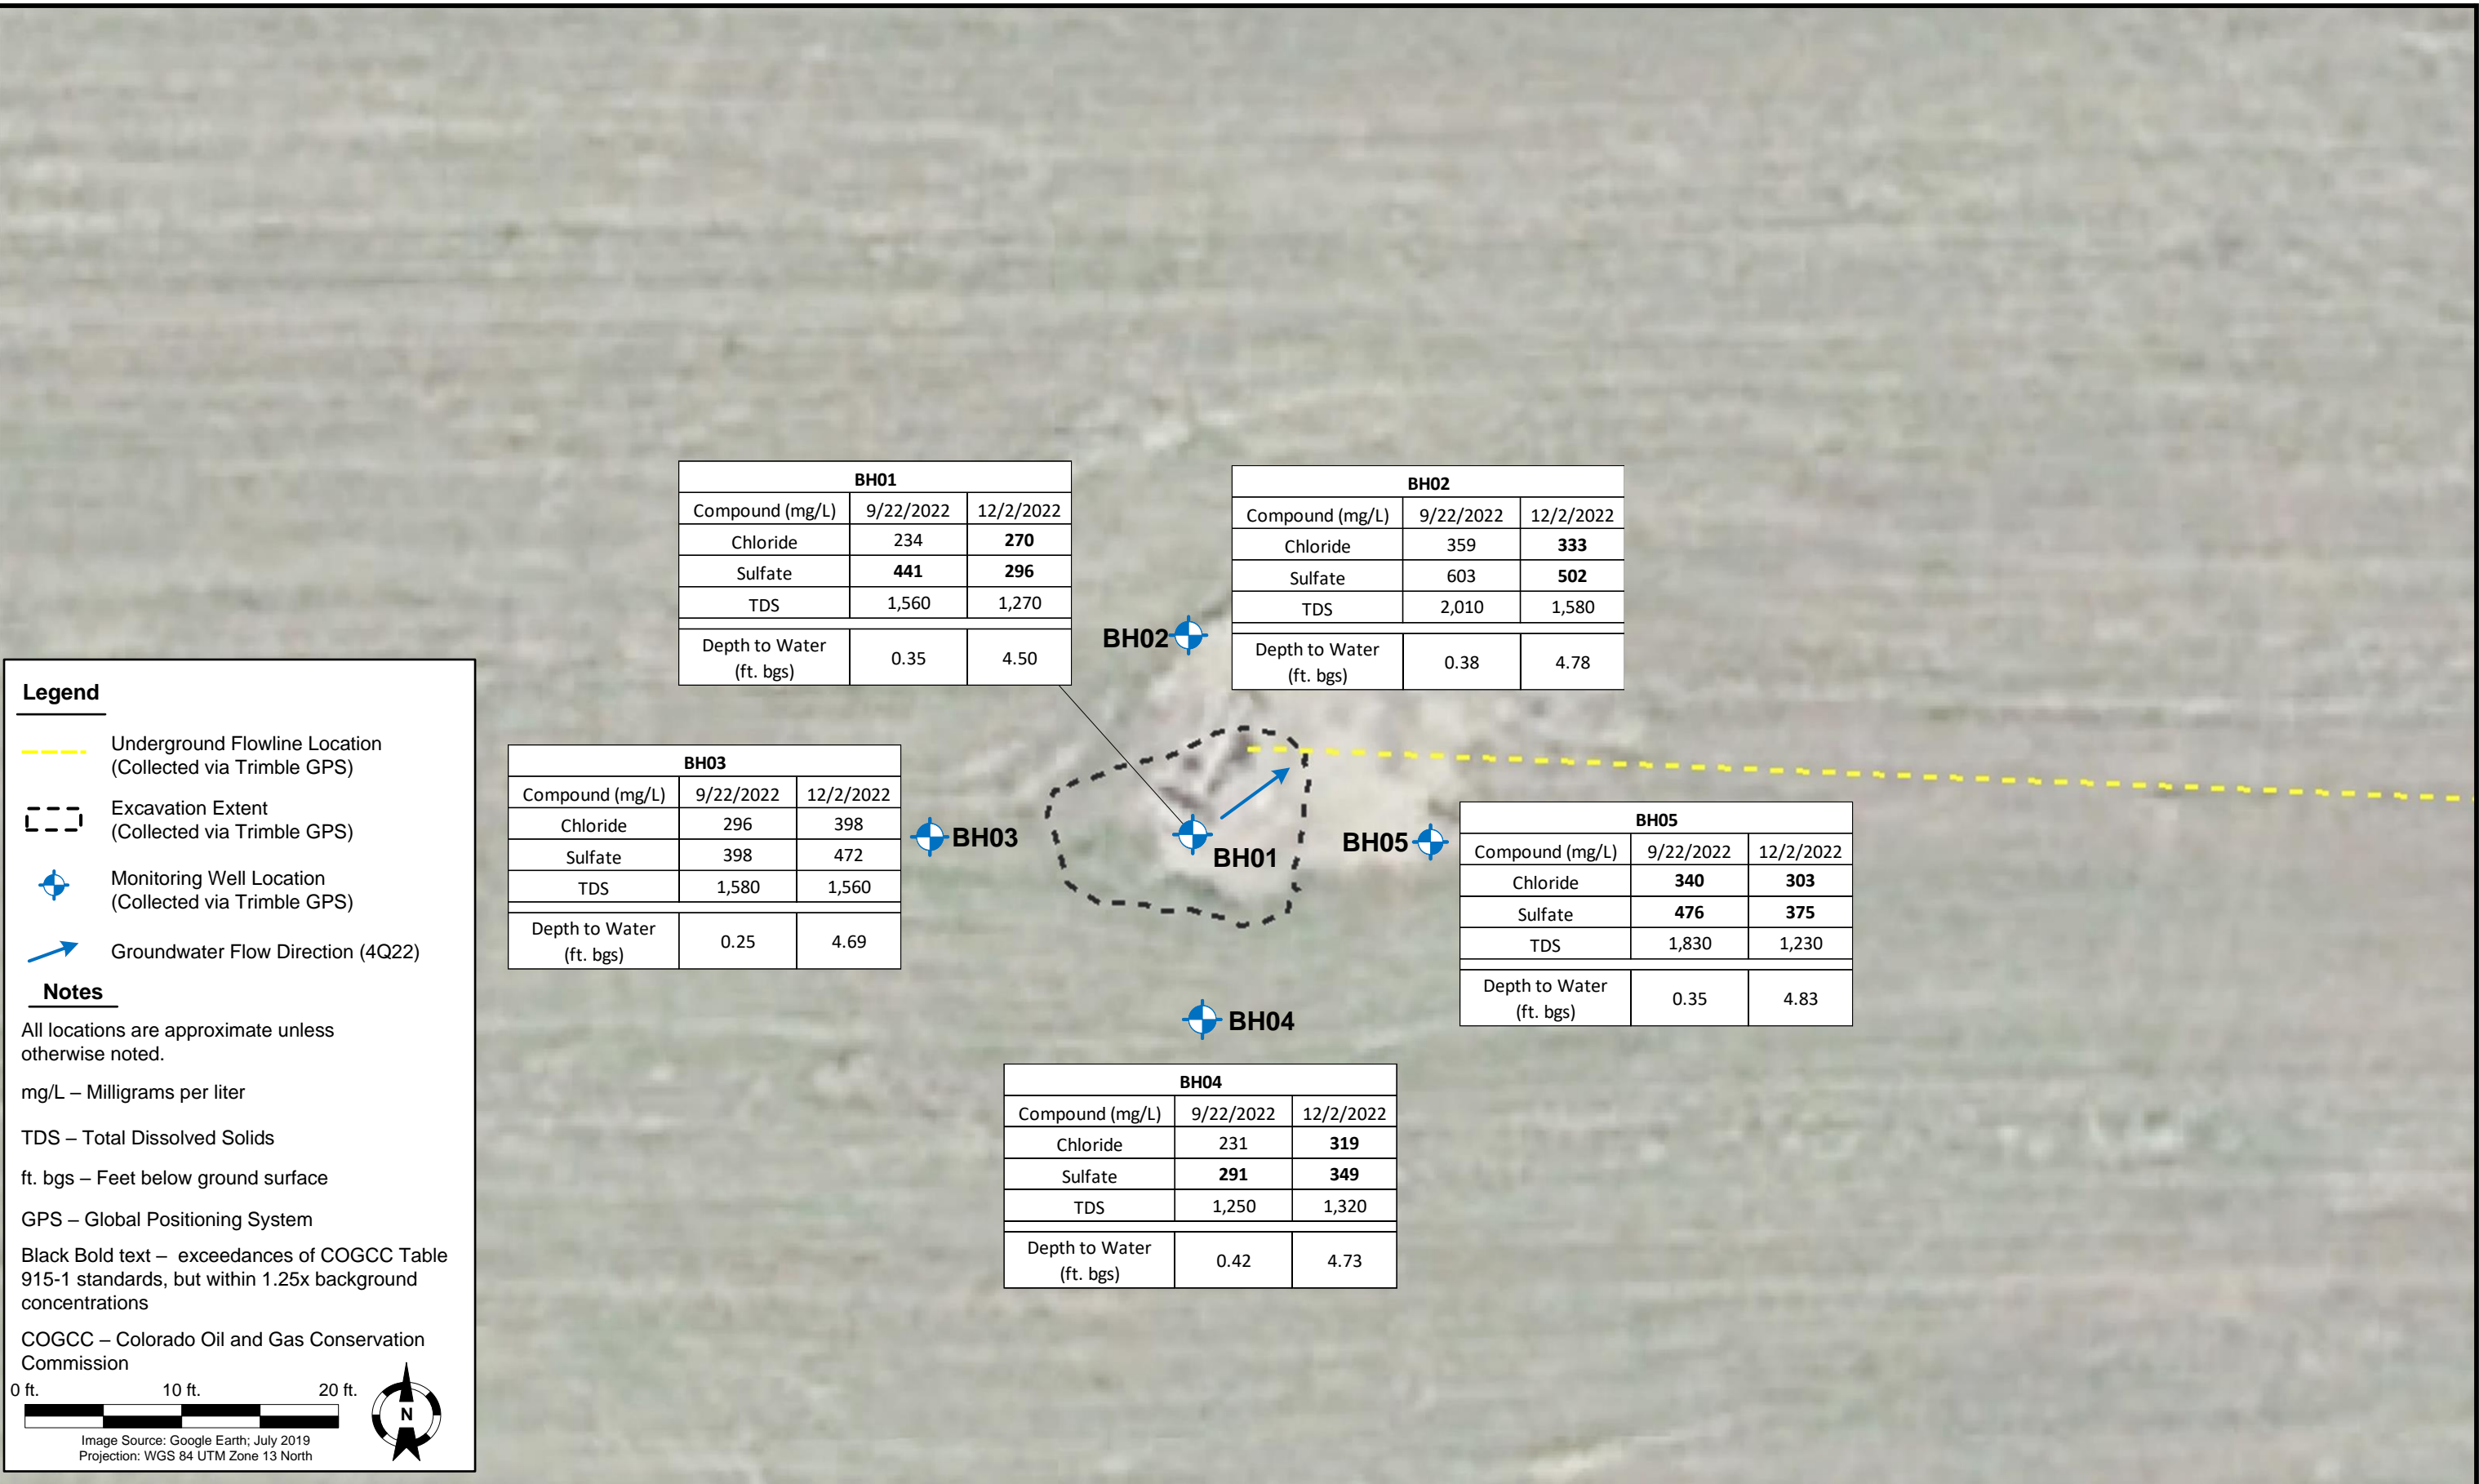 BH01
Compound (mg/L) 9/22/2022 12/2/2022
Chloride 234 270
Sulfate 441 296
TDS 1,560 1,270
Depth to Water
(ft. bgs) 0.35 4.50
BH02
Compound (mg/L) 9/22/2022 12/2/2022
Chloride 359 333
Sulfate 603 502
TDS 2,010 1,580
Depth to Water
(ft. bgs) 0.38 4.78
BH02
BH03
Compound (mg/L) 9/22/2022 12/2/2022
Chloride 296 398
Sulfate 398 472
TDS 1,580 1,560
Depth to Water
(ft. bgs) 0.25 4.69
BH03
BH01
BH05
BH05
Compound (mg/L) 9/22/2022 12/2/2022
Chloride 340 303
Sulfate 476 375
TDS 1,830 1,230
Depth to Water
(ft. bgs) 0.35 4.83
BH04
BH04
Compound (mg/L) 9/22/2022 12/2/2022
Chloride 231 319
Sulfate 291 349
TDS 1,250 1,320
Depth to Water
(ft. bgs) 0.42 4.73
Legend
Underground Flowline Location
(Collected via Trimble GPS)
Excavation Extent
(Collected via Trimble GPS)
Monitoring Well Location
(Collected via Trimble GPS)
Groundwater Flow Direction (4Q22)
Notes
All locations are approximate unless
otherwise noted.
mg/L – Milligrams per liter
TDS – Total Dissolved Solids
ft. bgs – Feet below ground surface
GPS – Global Positioning System
Black Bold text – exceedances of COGCC Table
915-1 standards, but within 1.25x background
concentrations
COGCC – Colorado Oil and Gas Conservation
Commission
0 ft. 10 ft. 20 ft.
N
Image Source: Google Earth; July 2019
Projection: WGS 84 UTM Zone 13 North